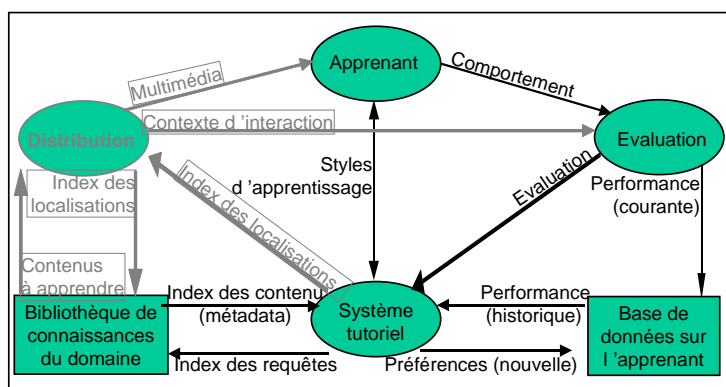 Apprenant
Comportement
Multimédia
Distribution
Contexte d 'interaction
Evaluation
Index des
localisations
Styles
d 'apprentissage
Index des localisations
Evaluation
Performance
(courante)
Contenus
à apprendre
Bibliothèque de
connaissances
du domaine
Index des contenu
(métadata)
Système
tutoriel
Performance
(historique)
Base de
données sur
l 'apprenant
Index des requêtes
Préférences (nouvelle)